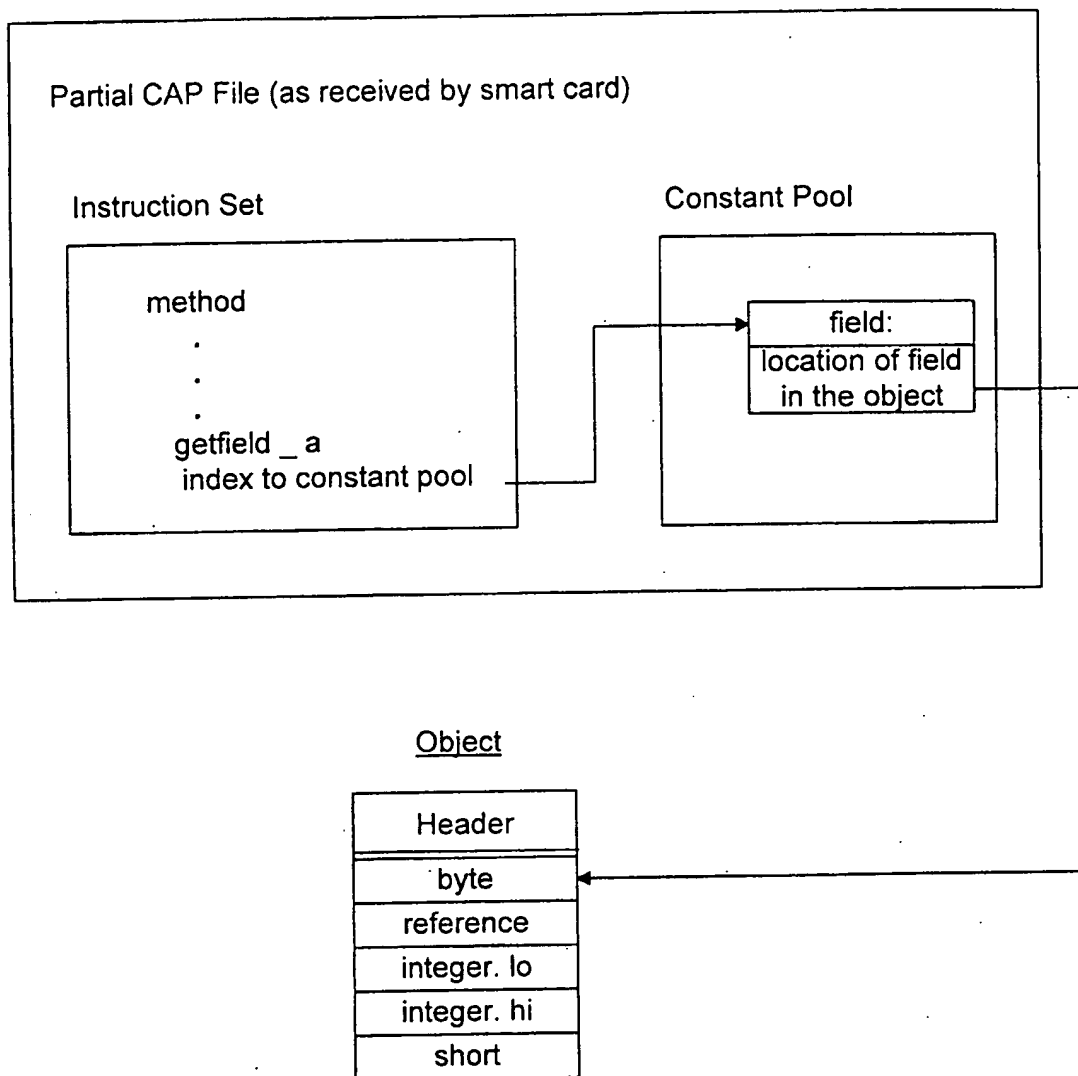 Partial CAP File (as received by smart card)
Instruction Set
Constant Pool
method
.
.
.
getfield _ a
index to constant pool
field:
location of field
in the object
Object
Header
byte
reference
integer. lo
integer. hi
short